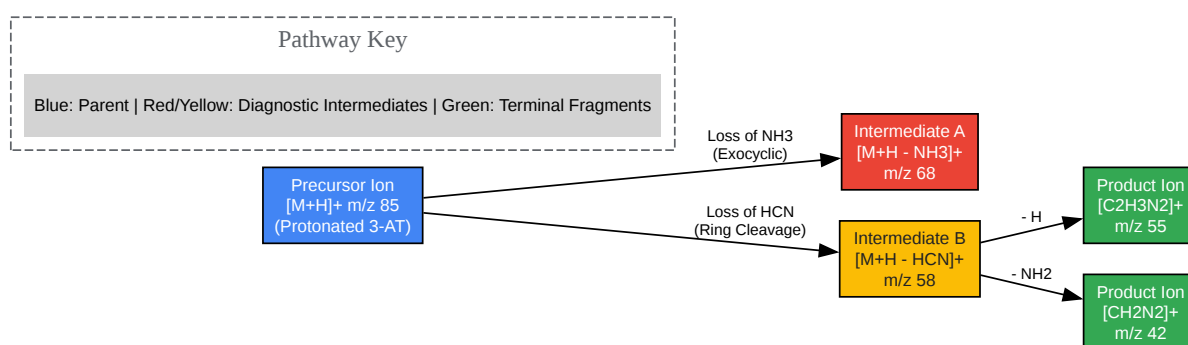 Pathway Key
Blue: Parent | Red/Yellow: Diagnostic Intermediates | Green: Terminal Fragments
Precursor Ion
[M+H]+ m/z 85
(Protonated 3-AT)
Loss of NH3
(Exocyclic)
Intermediate A
[M+H - NH3]+
m/z 68
Loss of HCN
(Ring Cleavage)
Intermediate B
[M+H - HCN]+
m/z 58
- H
Product Ion
[C2H3N2]+
m/z 55
- NH2
Product Ion
[CH2N2]+
m/z 42